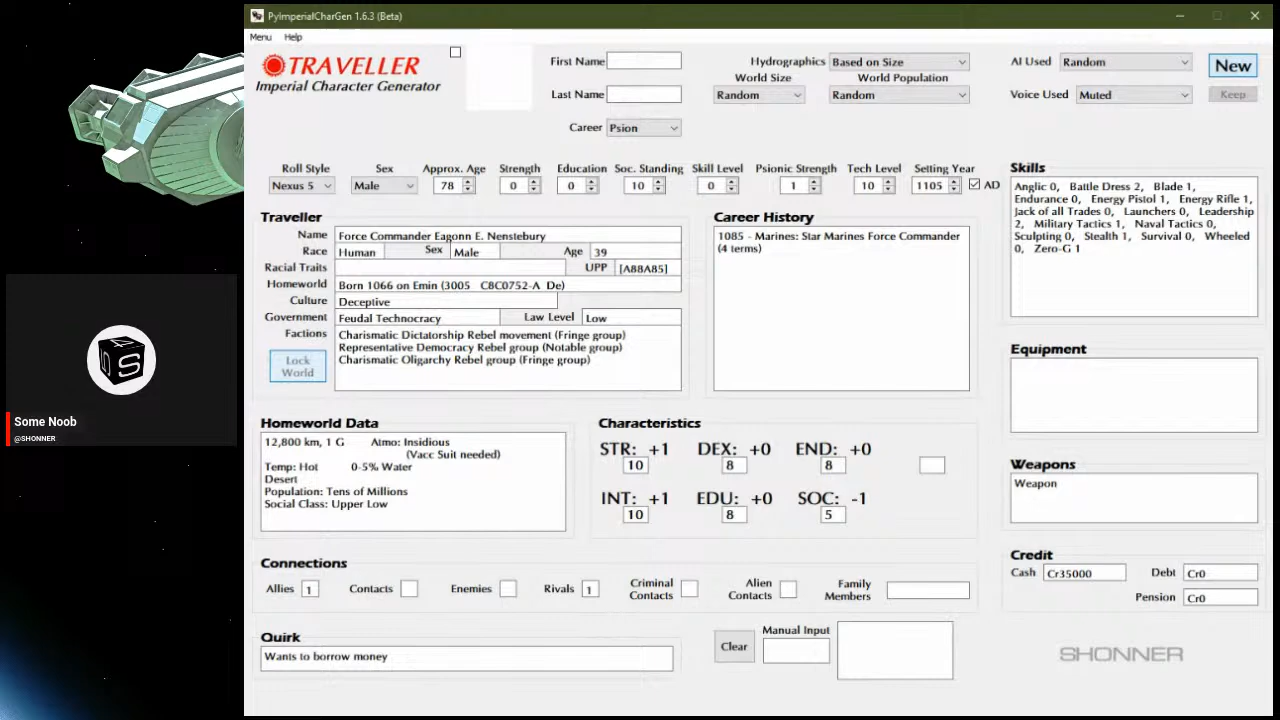 PyImperialCharGen 1.6.3 (Beta)
Menu Help
TRAVELLER
Imperial Character Generator
First Name
Last Name
Career Psion
Hydrographics Based on Size
World Size World Population
Random Random
AI Used Random
Voice Used Muted
New
Keep
Roll Style Sex Approx. Age Strength Education Soc. Standing Skill Level Psionic Strength Tech Level Setting Year
Nexus 5 Male 78 0 0 10 0 1 10 1105 AD
Traveller
Name Force Commander Eagonn E. Nenstebury
Race Human Sex Male Age 39
Racial Traits UPP [A88A85]
Homeworld Born 1066 on Emin (3005 C8C0752-A De)
Culture Deceptive
Government Feudal Technocracy Law Level Low
Factions Charismatic Dictatorship Rebel movement (Fringe group)
Representative Democracy Rebel group (Notable group)
Charismatic Oligarchy Rebel group (Fringe group)
Lock
World
Career History
1085 - Marines: Star Marines Force Commander
(4 terms)
Skills
Anglic 0, Battle Dress 2, Blade 1,
Endurance 0, Energy Pistol 1, Energy Rifle 1,
Jack of all Trades 0, Launchers 0, Leadership
2, Military Tactics 1, Naval Tactics 0,
Sculpting 0, Stealth 1, Survival 0, Wheeled
0, Zero-G 1
Equipment
Weapons
Weapon
Credit
Cash Cr35000 Debt Cr0
Pension Cr0
Homeworld Data
12,800 km, 1 G Atmo: Insidious
(Vacc Suit needed)
Temp: Hot 0-5% Water
Desert
Population: Tens of Millions
Social Class: Upper Low
Characteristics
STR: +1 DEX: +0 END: +0
10 8 8
INT: +1 EDU: +0 SOC: -1
10 8 5
Connections
Allies 1 Contacts Enemies Rivals 1 Criminal Contacts Alien Contacts Family Members
Quirk
Wants to borrow money
Clear
Manual Input
SHONNER
S
Some Noob
@SHONNER